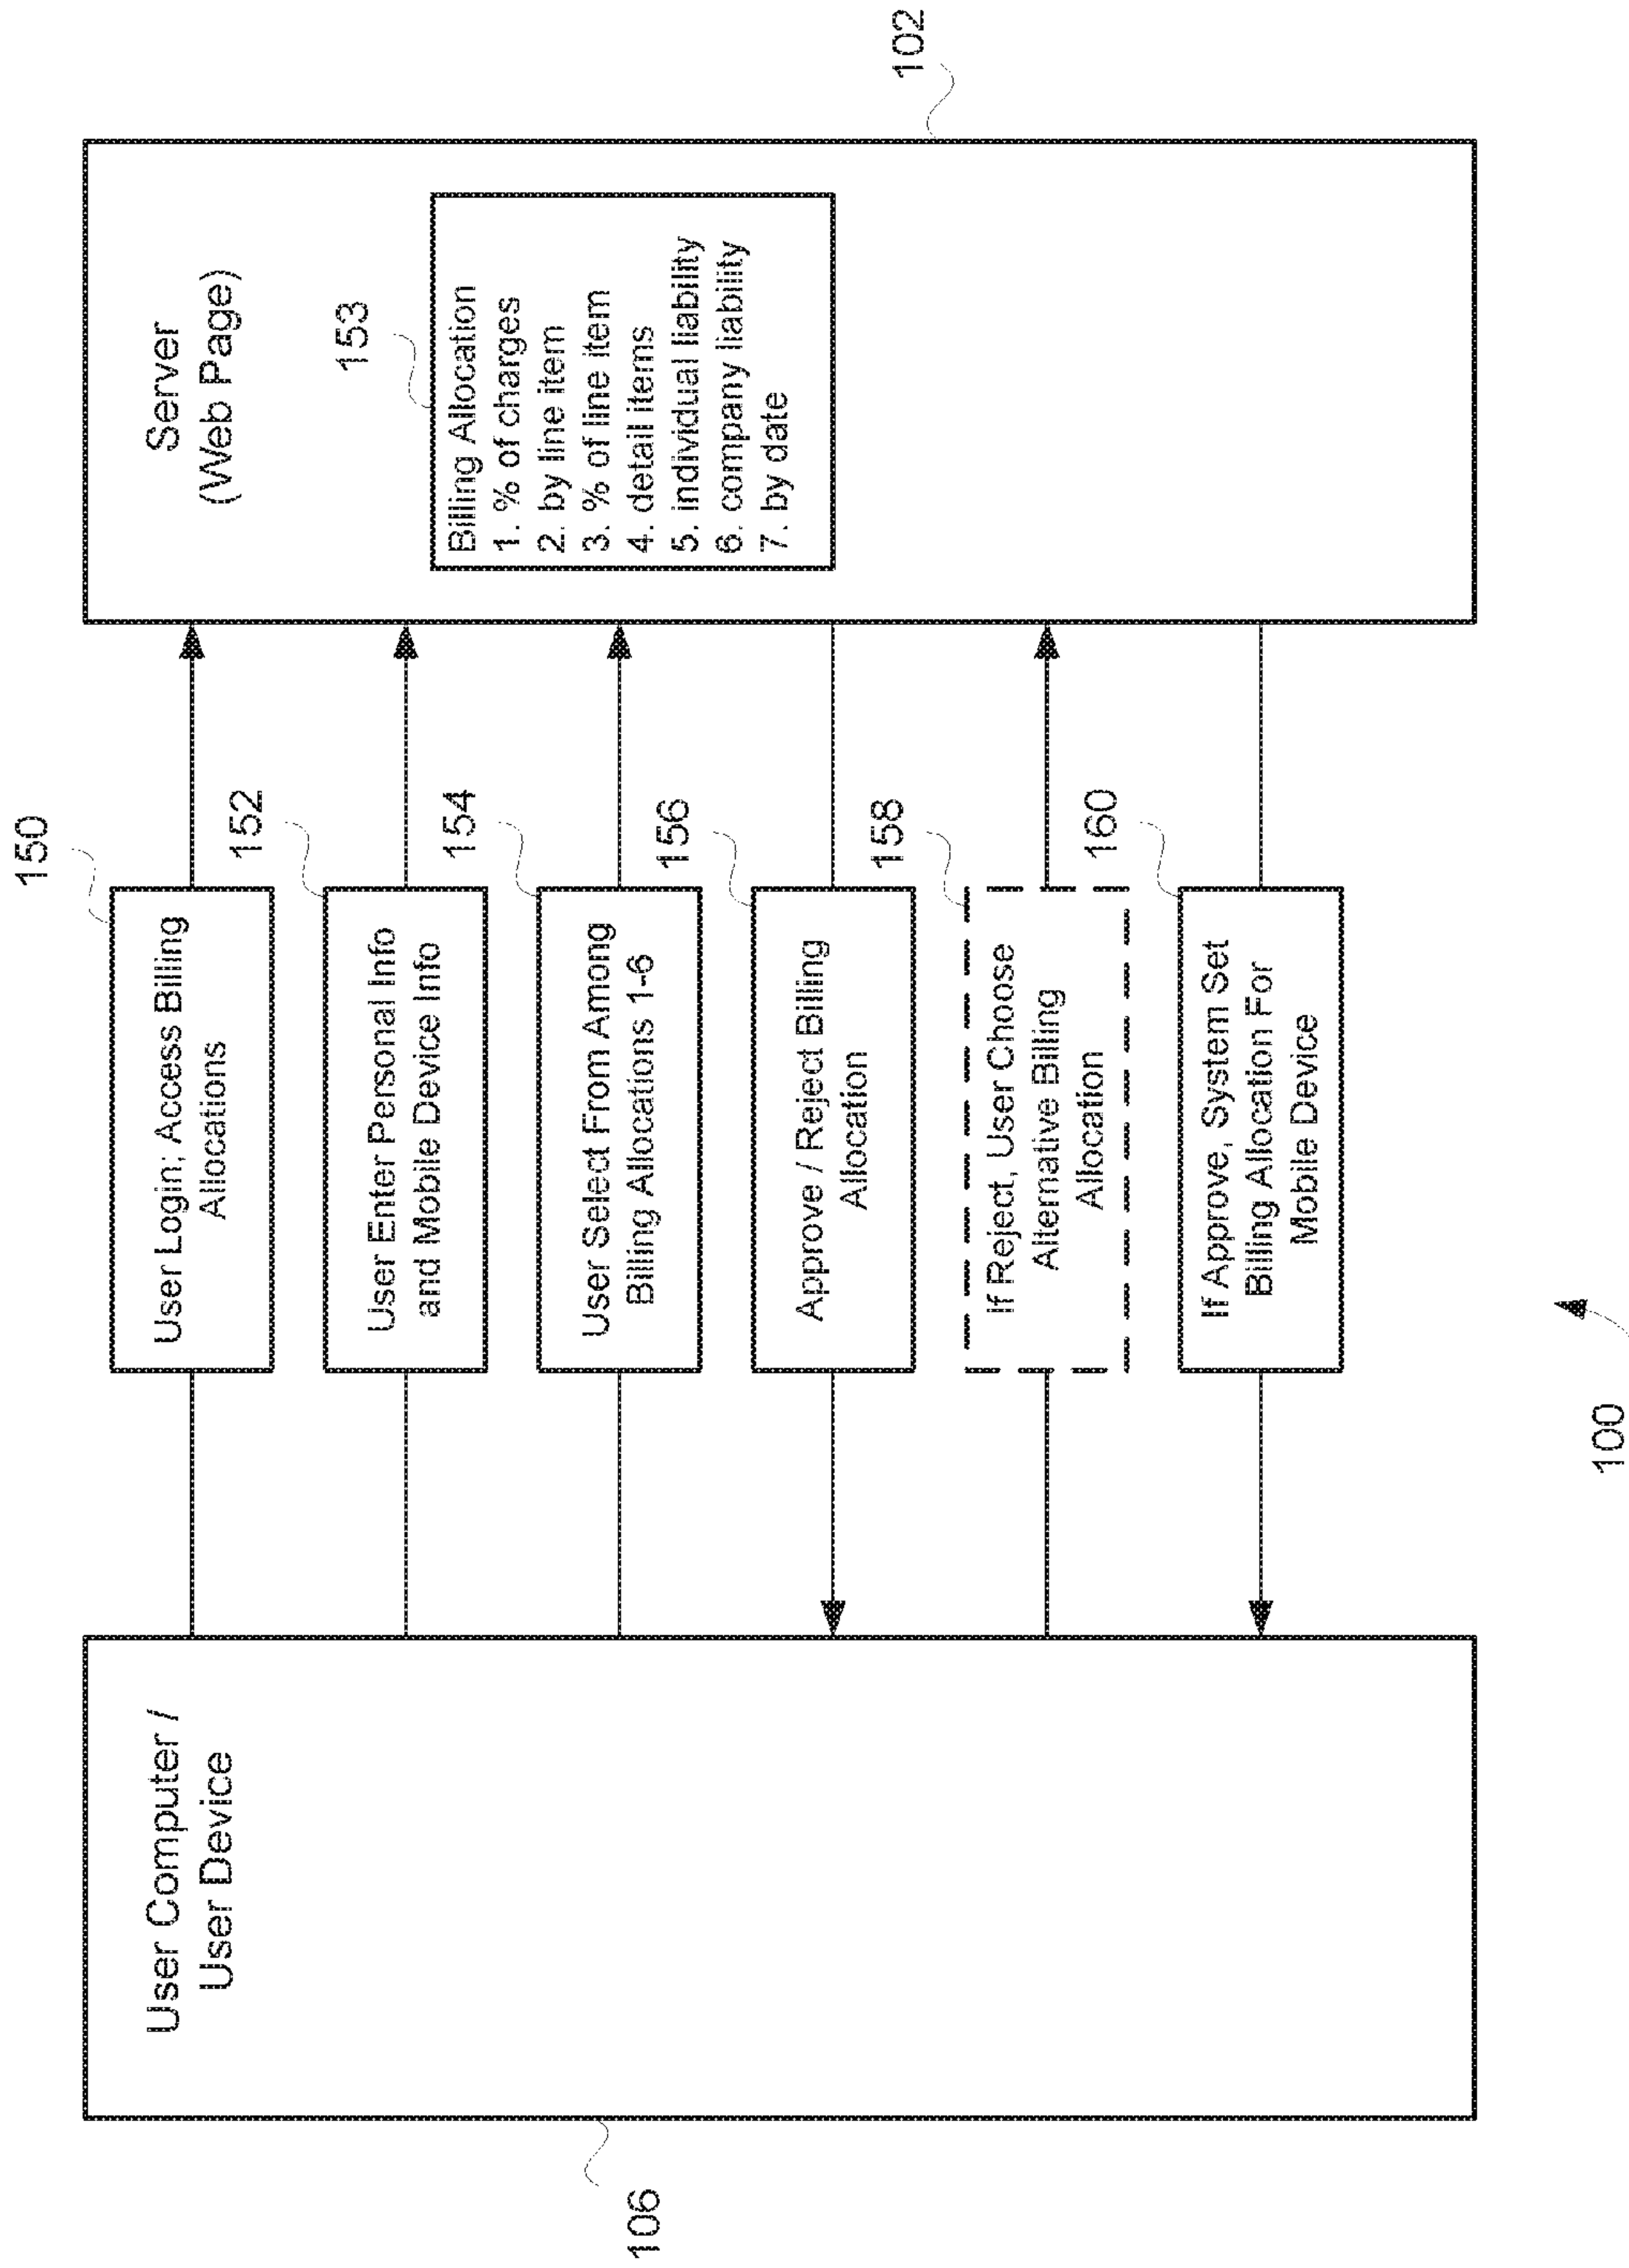 User Computer /
User Device
106
150
User Login; Access Billing
Allocations
152
User Enter Personal Info
and Mobile Device Info
154
User Select From Among
Billing Allocations 1-6
156
Approve / Reject Billing
Allocation
158
If Reject, User Choose
Alternative Billing
Allocation
160
If Approve, System Set
Billing Allocation For
Mobile Device
Server
(Web Page)
153
Billing Allocation
1. % of charges
2. by line item
3. % of line item
4. detail items
5. individual liability
6. company liability
7. by date
102
100